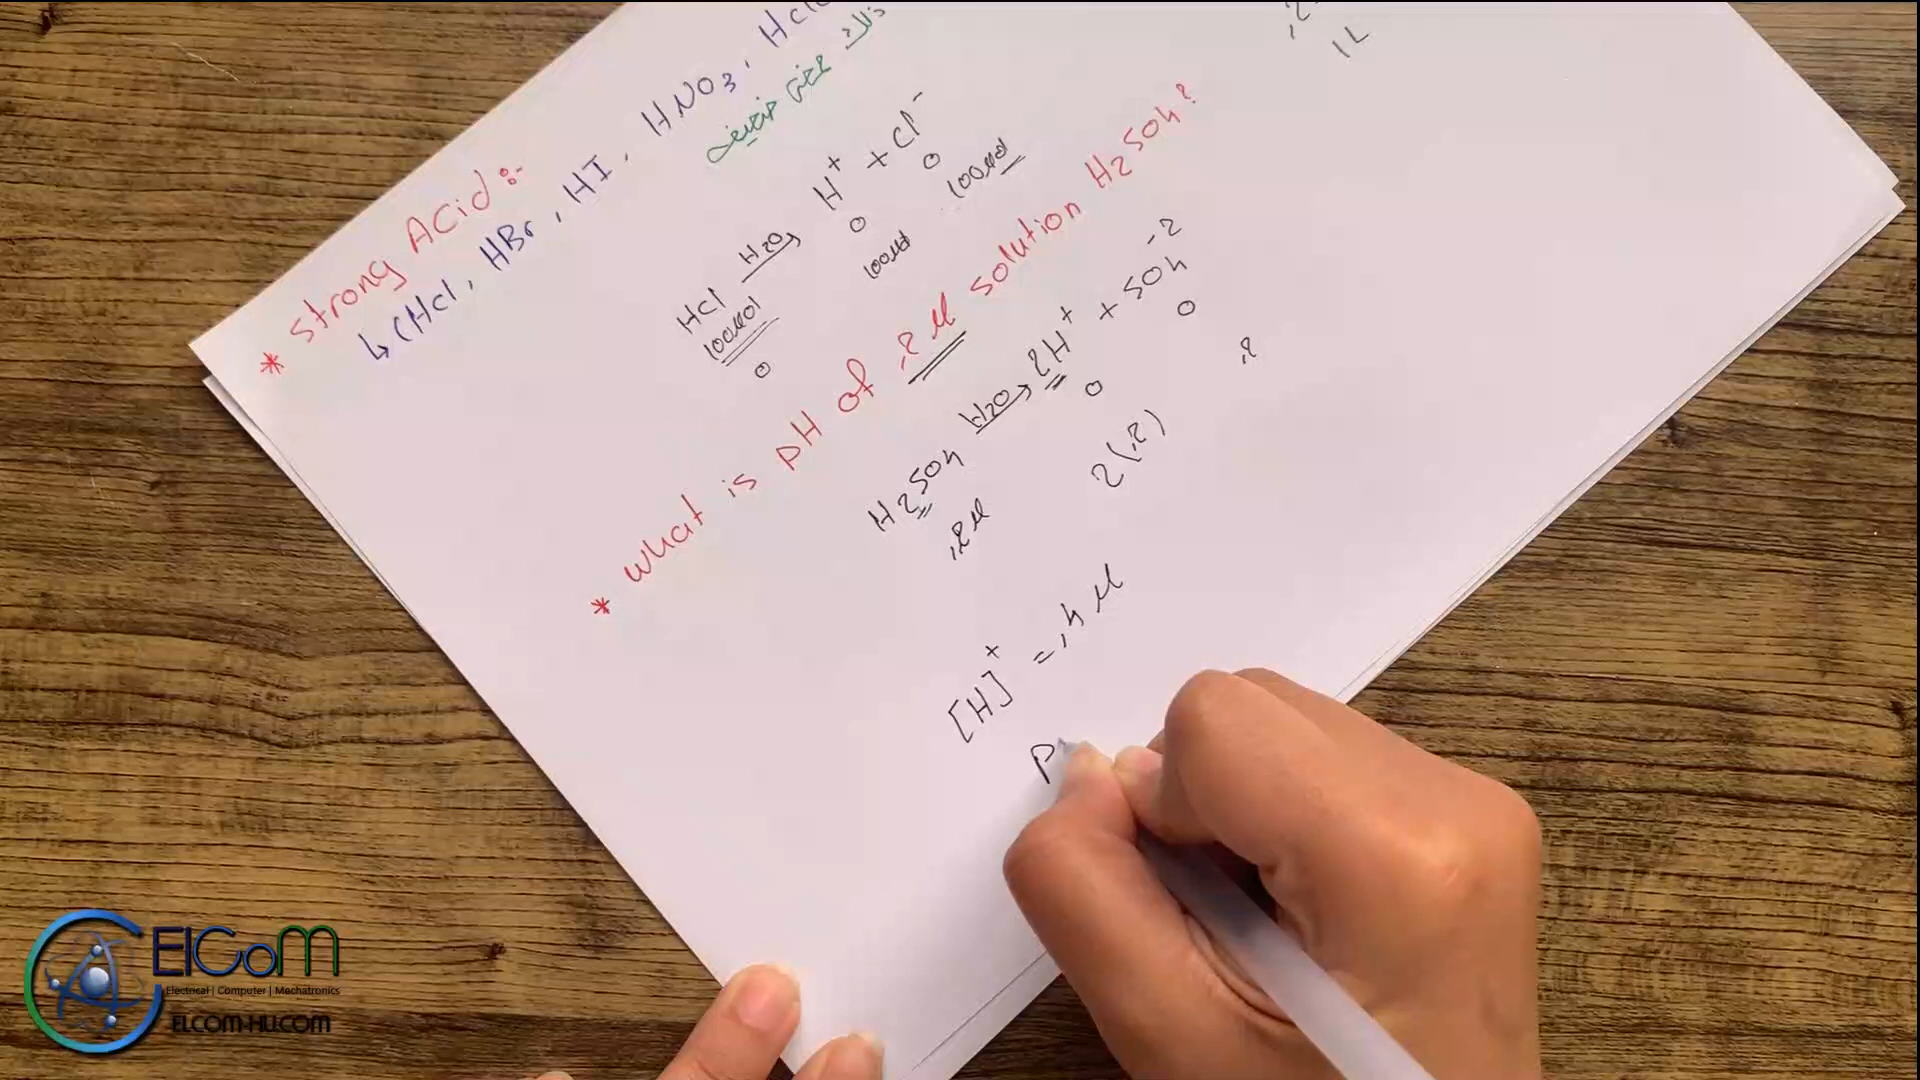 * Strong Acid :-
↳ (HCl, HBr, HI, HNO3, HCl
HCl H2O→ H+ + Cl-
100Mol 0 0
0 100Mol 100Mol
* What is pH of ,2 M solution H2SO4?
H2SO4 H2O→ 2H+ + SO4-2
,2M 0 0
2(,2) ,2
[H]+ = ,4 M
P
,2
1L
ElCoM
Electrical | Computer | Mechatronics
ELCOM-HU.COM